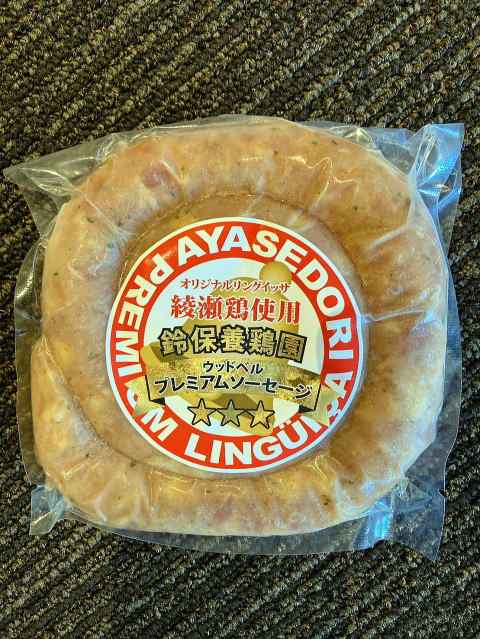 AYASEDORI
PREMIUM LINGÜIÇA
オリジナルリングイッサ
綾瀬鶏使用
鈴保養鶏園
ウッドベル
プレミアムソーセージ